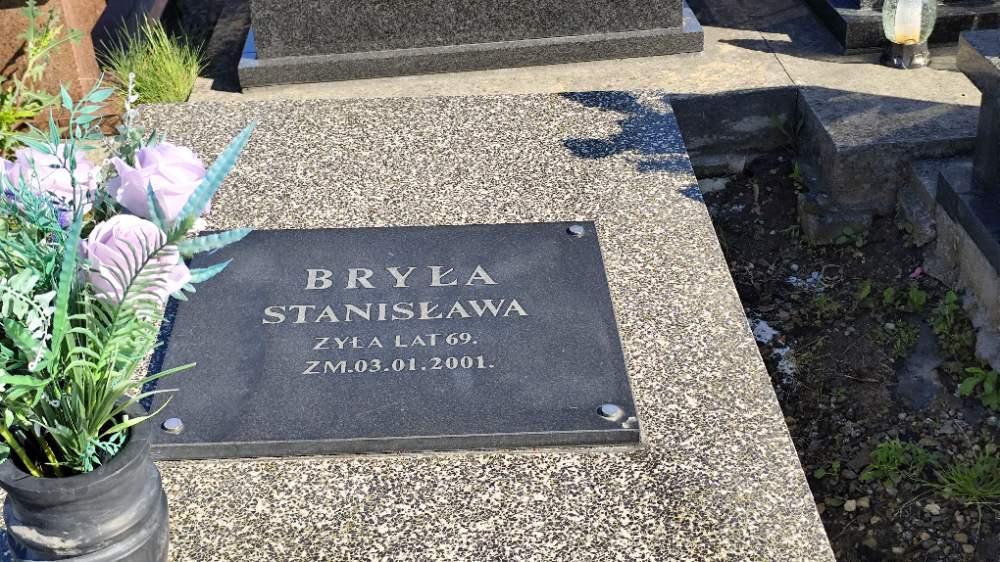 BRYŁA
STANISŁAWA
ŻYŁA LAT 69.
ZM.03.01.2001.